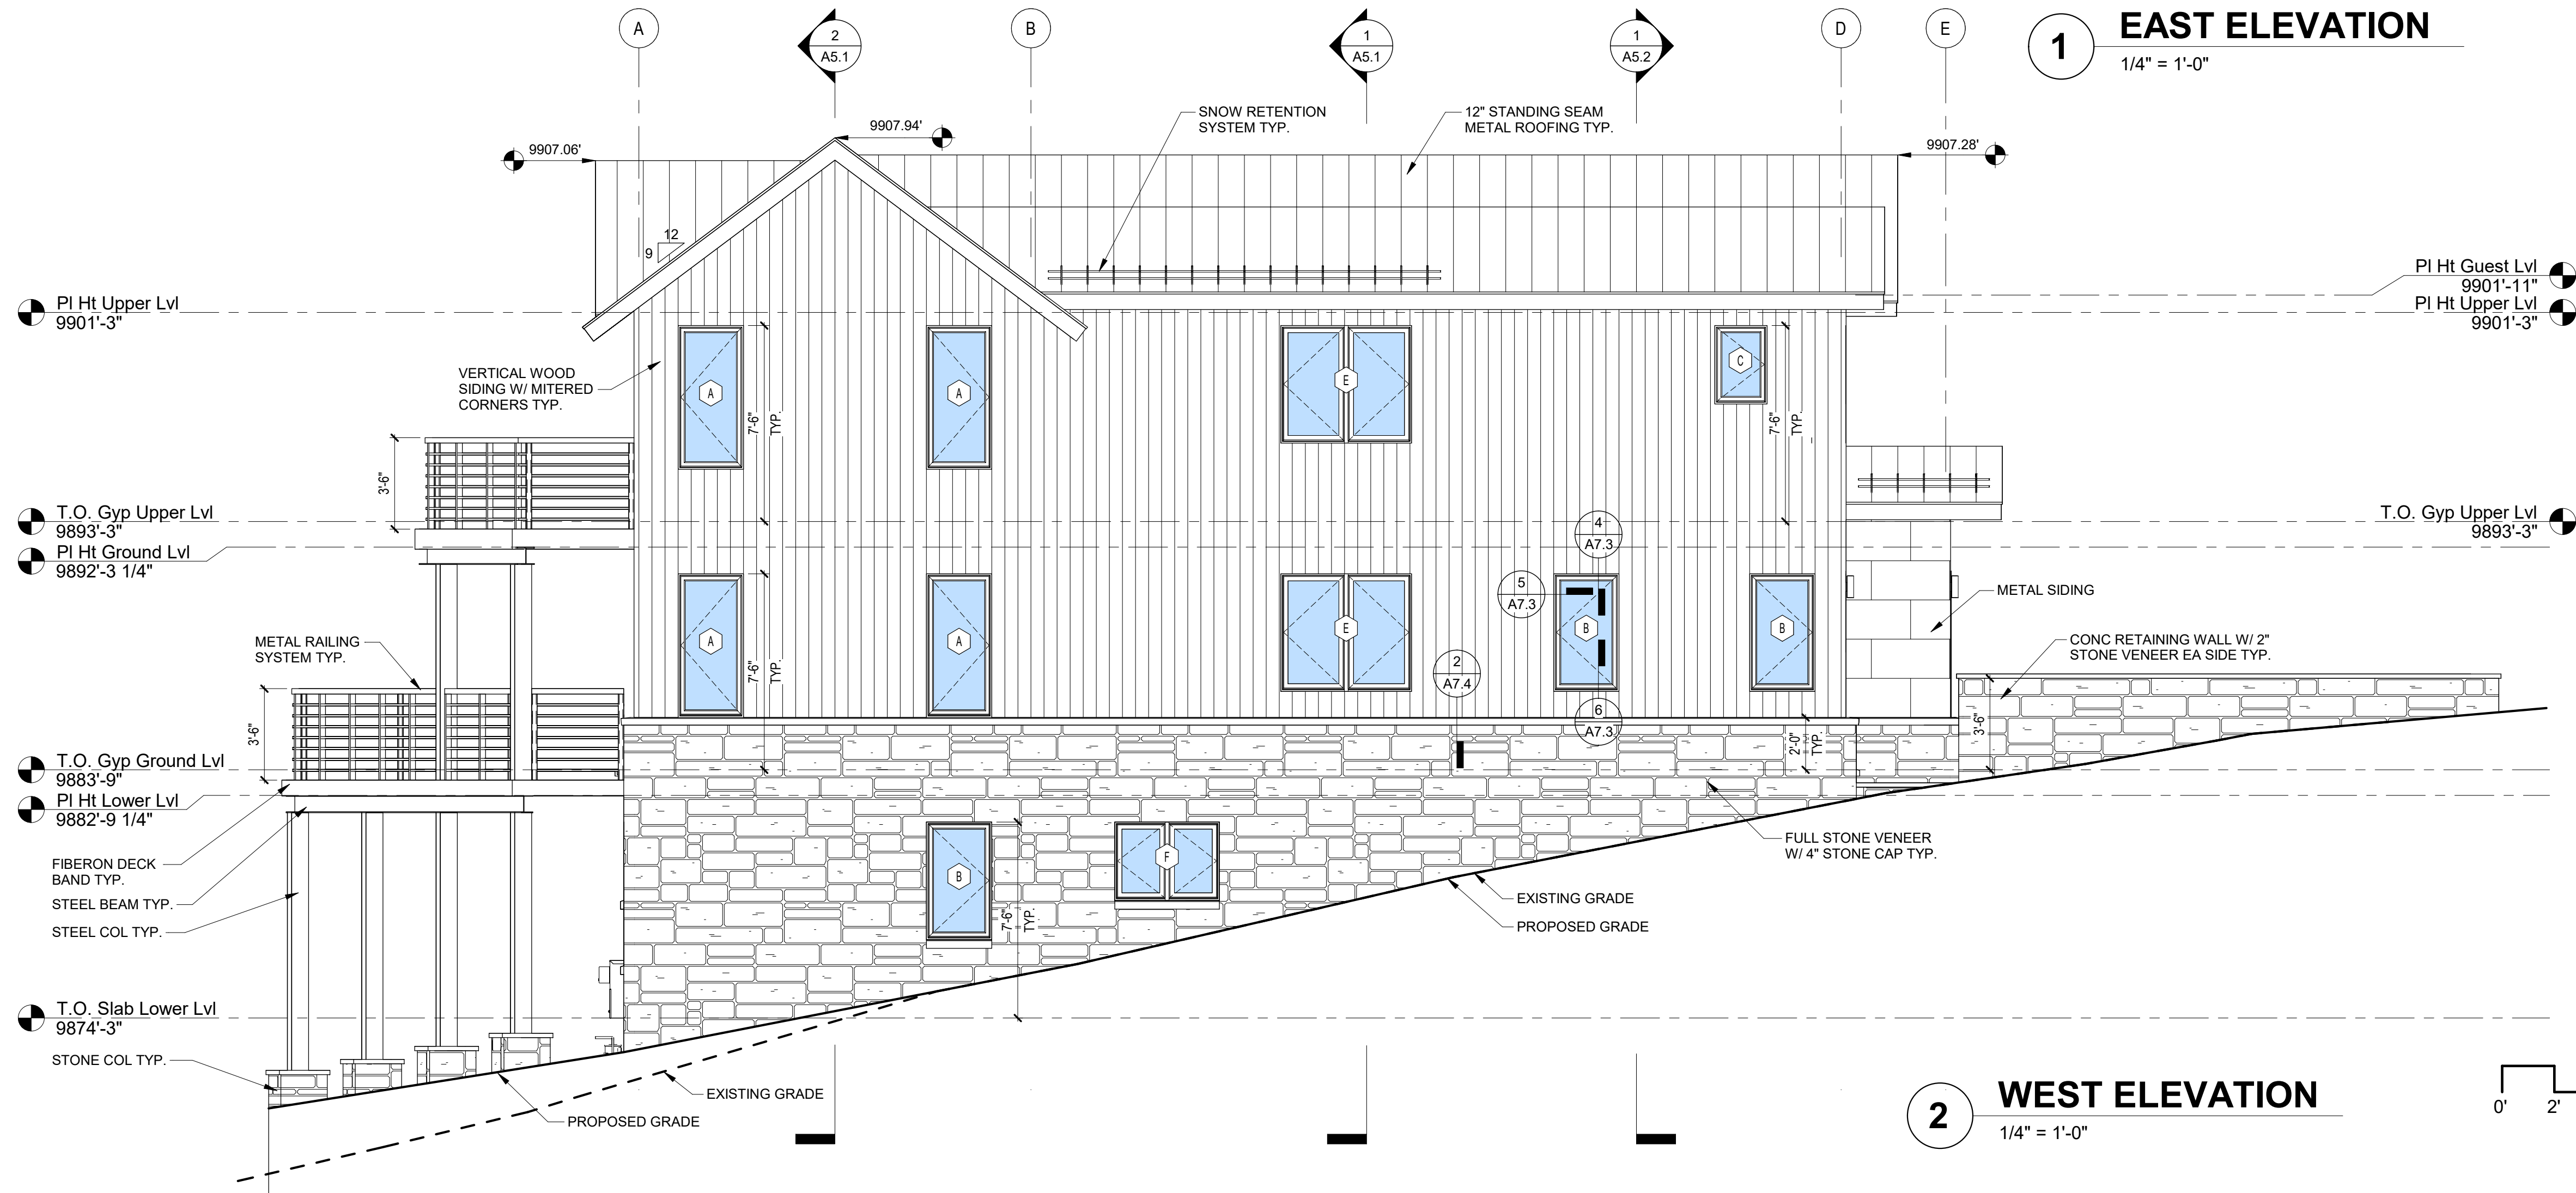 A
2
A5.1
B
1
A5.1
1
A5.2
D
E
1
EAST ELEVATION
1/4" = 1'-0"
SNOW RETENTION
SYSTEM TYP.
12" STANDING SEAM
METAL ROOFING TYP.
9907.94'
9907.06'
9907.28'
12
9
Pl Ht Upper Lvl
9901'-3"
Pl Ht Guest Lvl
9901'-11"
Pl Ht Upper Lvl
9901'-3"
VERTICAL WOOD
SIDING W/ MITERED
CORNERS TYP.
A
7'-6"
TYP.
A
E
C
7'-6"
TYP.
3'-6"
T.O. Gyp Upper Lvl
9893'-3"
Pl Ht Ground Lvl
9892'-3 1/4"
T.O. Gyp Upper Lvl
9893'-3"
4
A7.3
5
A7.3
METAL SIDING
METAL RAILING
SYSTEM TYP.
A
7'-6"
TYP.
A
E
B
B
2
A7.4
CONC RETAINING WALL W/ 2"
STONE VENEER EA SIDE TYP.
6
A7.3
3'-6"
2'-0"
TYP.
3'-6"
T.O. Gyp Ground Lvl
9883'-9"
Pl Ht Lower Lvl
9882'-9 1/4"
FIBERON DECK
BAND TYP.
STEEL BEAM TYP.
STEEL COL TYP.
B
7'-6"
TYP.
F
FULL STONE VENEER
W/ 4" STONE CAP TYP.
EXISTING GRADE
PROPOSED GRADE
T.O. Slab Lower Lvl
9874'-3"
STONE COL TYP.
EXISTING GRADE
PROPOSED GRADE
2
WEST ELEVATION
1/4" = 1'-0"
0'
2'